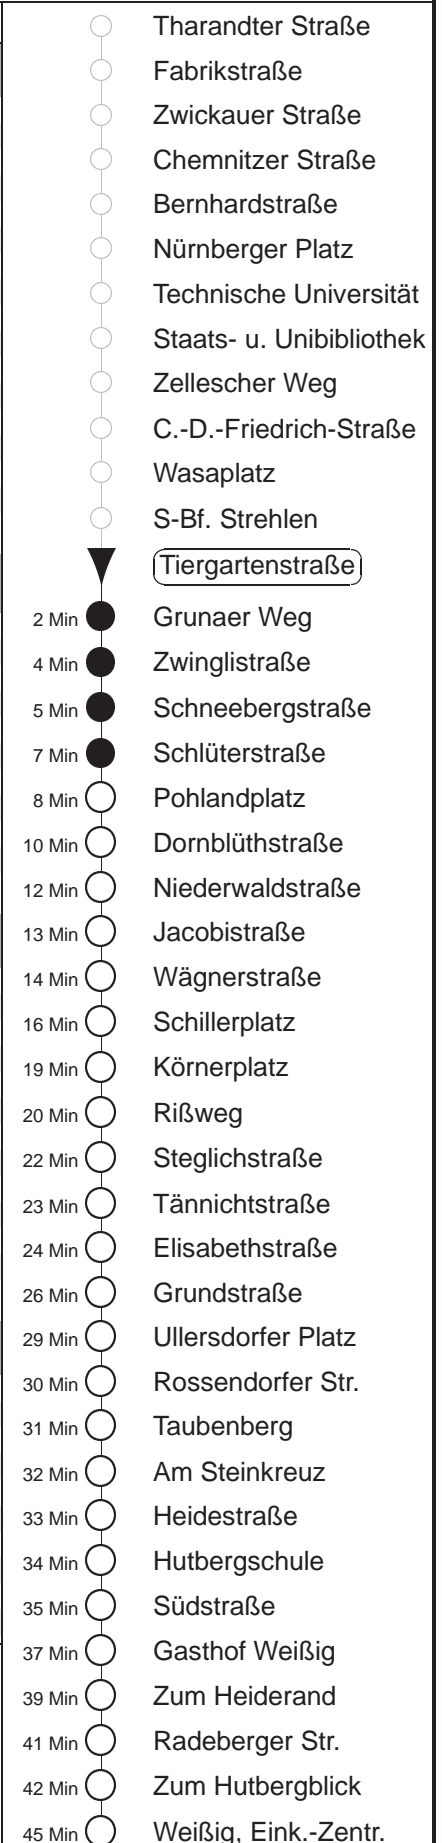 Tharandter Straße
Fabrikstraße
Zwickauer Straße
Chemnitzer Straße
Bernhardstraße
Nürnberger Platz
Technische Universität
Staats- u. Unibibliothek
Zellescher Weg
C.-D.-Friedrich-Straße
Wasaplatz
S-Bf. Strehlen
Tiergartenstraße
2 Min Grunaer Weg
4 Min Zwinglistraße
5 Min Schneebergstraße
7 Min Schlüterstraße
8 Min Pohlandplatz
10 Min Dornblüthstraße
12 Min Niederwaldstraße
13 Min Jacobistraße
14 Min Wägnerstraße
16 Min Schillerplatz
19 Min Körnerplatz
20 Min Rißweg
22 Min Steglichstraße
23 Min Tännichtstraße
24 Min Elisabethstraße
26 Min Grundstraße
29 Min Ullersdorfer Platz
30 Min Rossendorfer Str.
31 Min Taubenberg
32 Min Am Steinkreuz
33 Min Heidestraße
34 Min Hutbergschule
35 Min Südstraße
37 Min Gasthof Weißig
39 Min Zum Heiderand
41 Min Radeberger Str.
42 Min Zum Hutbergblick
45 Min Weißig, Eink.-Zentr.